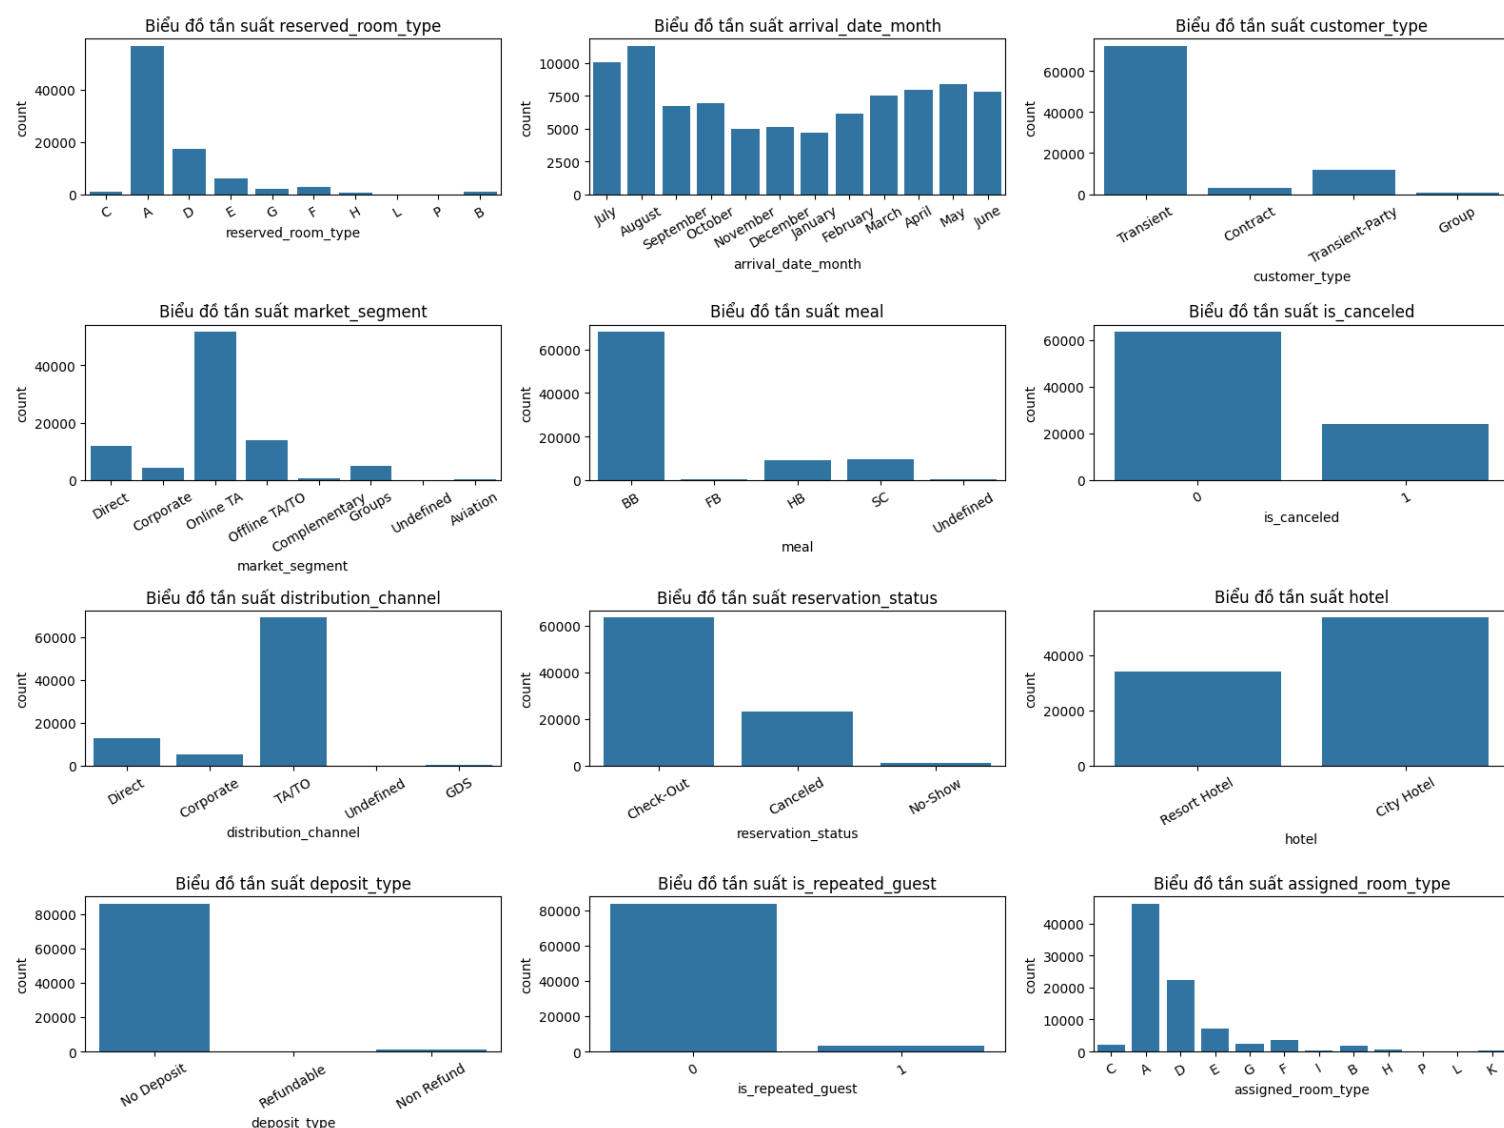 Biểu đồ tần suất reserved_room_type
count
40000
20000
0
C A D E G F H L P B
reserved_room_type
Biểu đồ tần suất arrival_date_month
count
10000
7500
5000
2500
0
July August September October November December January February March April May June
arrival_date_month
Biểu đồ tần suất customer_type
count
60000
40000
20000
0
Transient Contract Transient-Party Group
customer_type
Biểu đồ tần suất market_segment
count
40000
20000
0
Direct Corporate Online TA Offline TA/TO Complementary Groups Undefined Aviation
market_segment
Biểu đồ tần suất meal
count
60000
40000
20000
0
BB FB HB SC Undefined
meal
Biểu đồ tần suất is_canceled
count
60000
40000
20000
0
0 1
is_canceled
Biểu đồ tần suất distribution_channel
count
60000
40000
20000
0
Direct Corporate TA/TO Undefined GDS
distribution_channel
Biểu đồ tần suất reservation_status
count
60000
40000
20000
0
Check-Out Canceled No-Show
reservation_status
Biểu đồ tần suất hotel
count
40000
20000
0
Resort Hotel City Hotel
hotel
Biểu đồ tần suất deposit_type
count
80000
60000
40000
20000
0
No Deposit Refundable Non Refund
deposit_type
Biểu đồ tần suất is_repeated_guest
count
80000
60000
40000
20000
0
0 1
is_repeated_guest
Biểu đồ tần suất assigned_room_type
count
40000
30000
20000
10000
0
C A D E G F I B H P L K
assigned_room_type